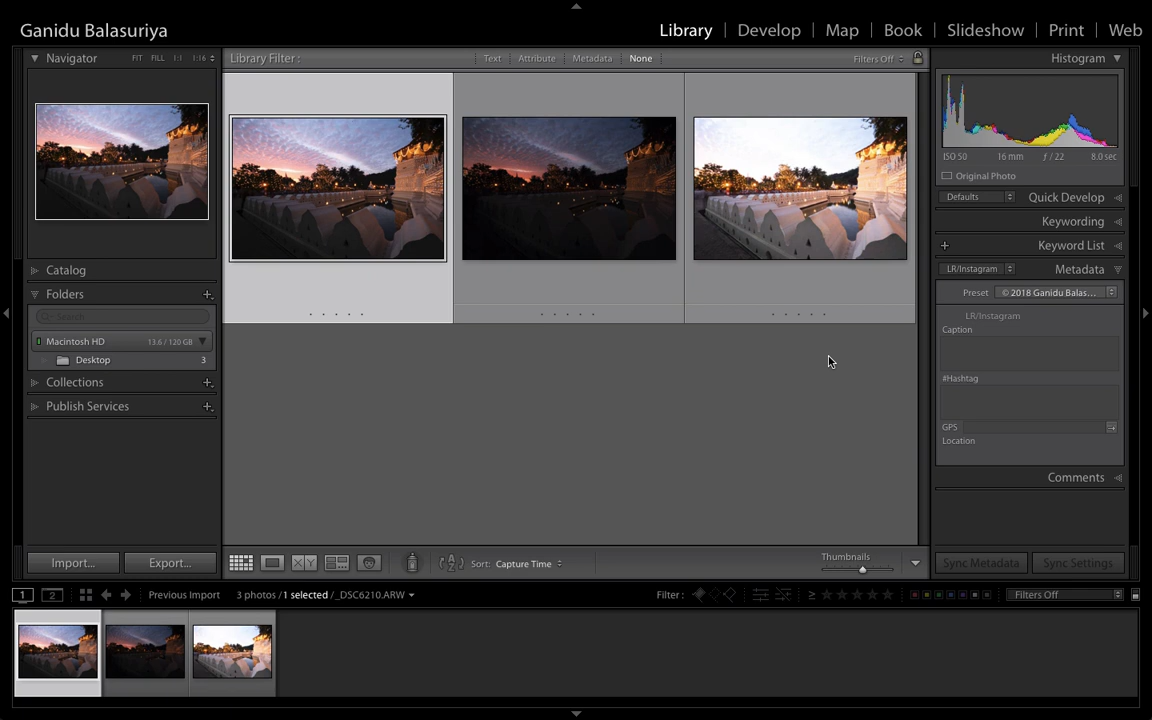 Ganidu Balasuriya
Library | Develop | Map | Book | Slideshow | Print | Web
Navigator FIT FILL 1:1 1:16
Library Filter : Text Attribute Metadata None Filters Off
Histogram
ISO 50 16 mm ƒ / 22 8.0 sec
Original Photo
Defaults Quick Develop
Keywording
Keyword List
LR/Instagram Metadata
Preset © 2018 Ganidu Balas...
LR/Instagram
Caption
#Hashtag
GPS
Location
Comments
Catalog
Folders
Search
Macintosh HD 13.6 / 120 GB
Desktop 3
Collections
Publish Services
Import... Export...
Sort: Capture Time
Thumbnails
Sync Metadata Sync Settings
1 2 Previous Import 3 photos / 1 selected / _DSC6210.ARW
Filter : ≥ Filters Off